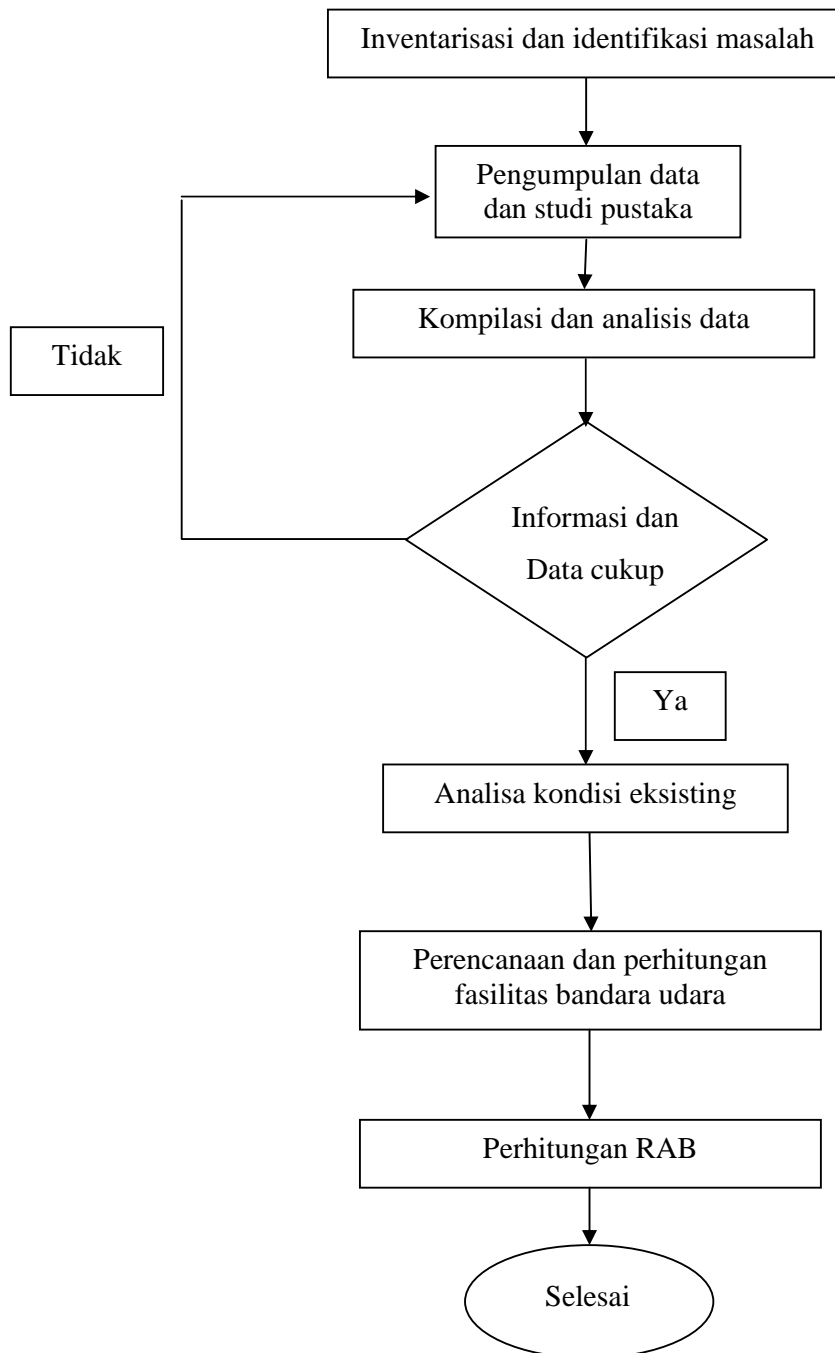 Inventarisasi dan identifikasi masalah
Pengumpulan data
dan studi pustaka
Kompilasi dan analisis data
Tidak
Informasi dan
Data cukup
Ya
Analisa kondisi eksisting
Perencanaan dan perhitungan
fasilitas bandara udara
Perhitungan RAB
Selesai